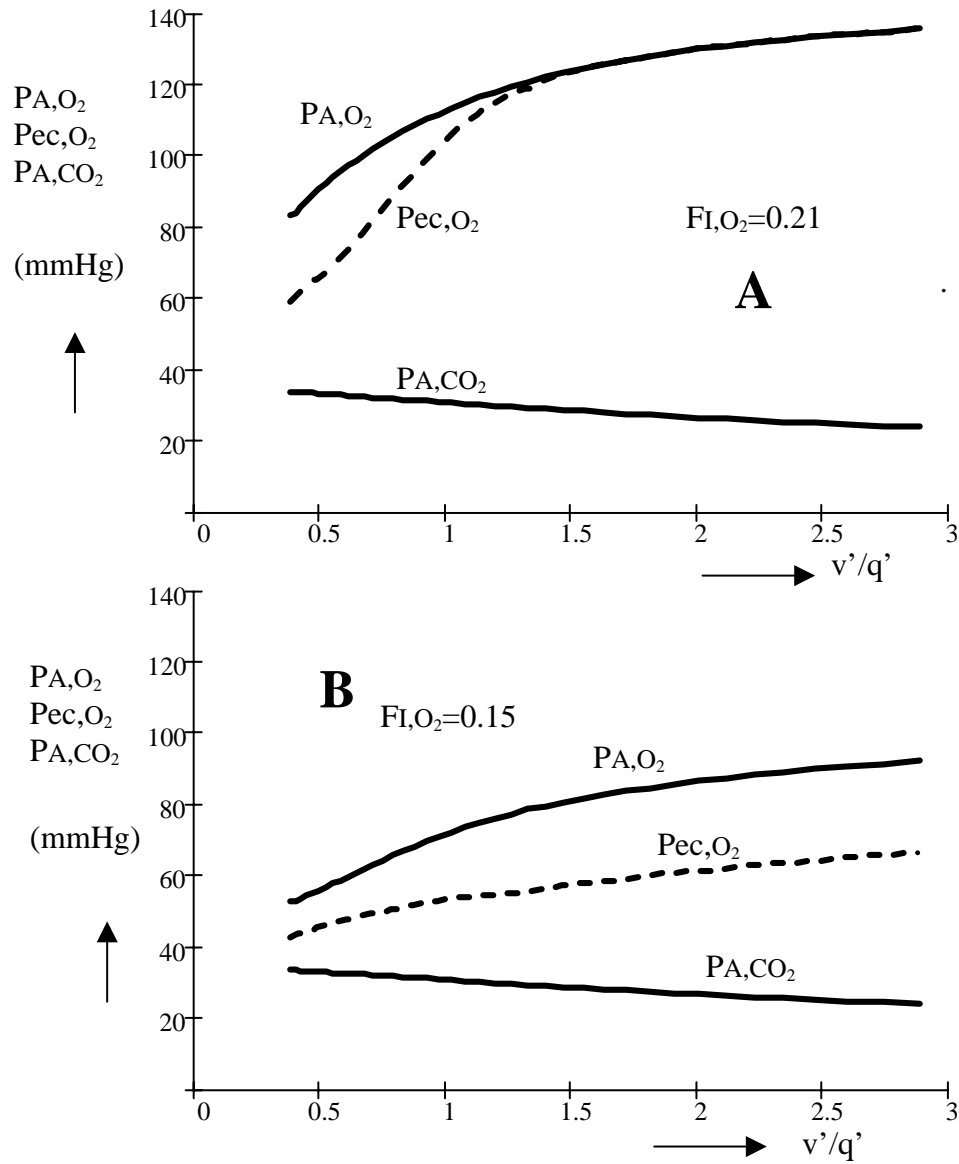 140
120
100
80
60
40
20
PA,O₂
Pec,O₂
PA,CO₂
(mmHg)
PA,O₂
Pec,O₂
FI,O₂=0.21
A
PA,CO₂
0 0.5 1 1.5 2 2.5 3
v'/q'
140
120
100
80
60
40
20
PA,O₂
Pec,O₂
PA,CO₂
(mmHg)
B
FI,O₂=0.15
PA,O₂
Pec,O₂
PA,CO₂
0 0.5 1 1.5 2 2.5 3
v'/q'